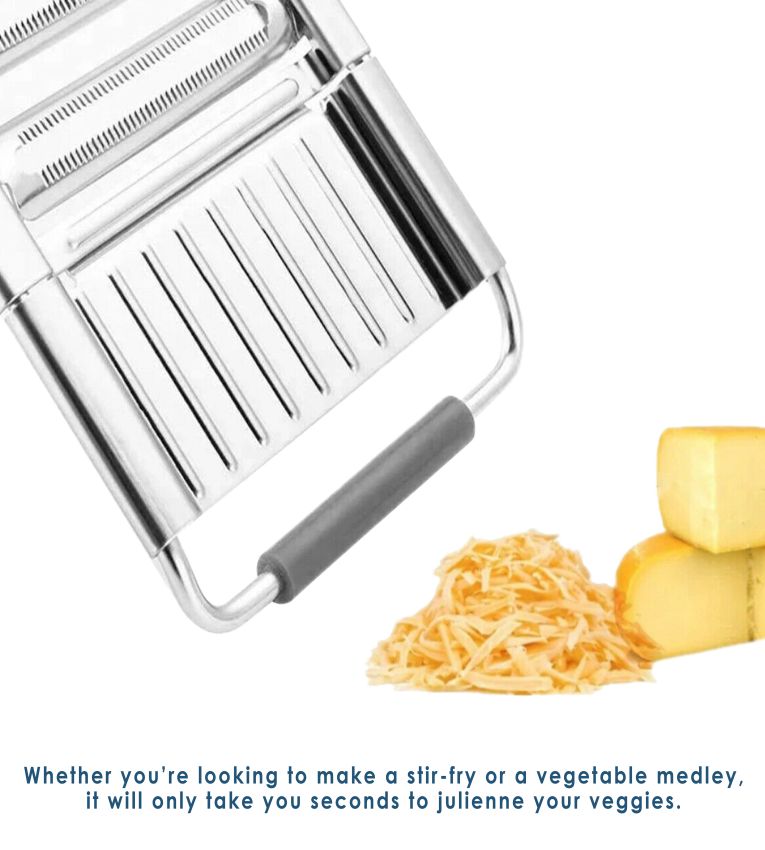 Whether you’re looking to make a stir-fry or a vegetable medley,
it will only take you seconds to julienne your veggies.